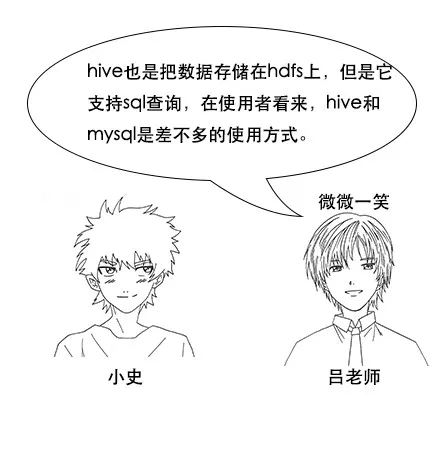 hive也是把数据存储在hdfs上，但是它
支持sql查询，在使用者看来，hive和
mysql是差不多的使用方式。
微微一笑
小史
吕老师